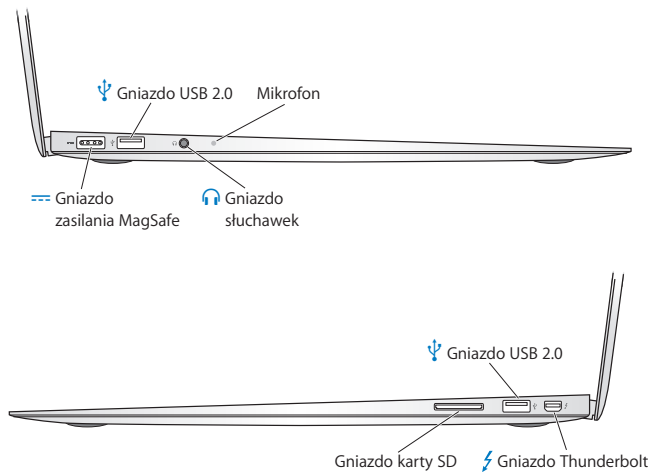 Gniazdo USB 2.0
Mikrofon
Gniazdo
zasilania MagSafe
Gniazdo
słuchawek
Gniazdo USB 2.0
Gniazdo karty SD
Gniazdo Thunderbolt